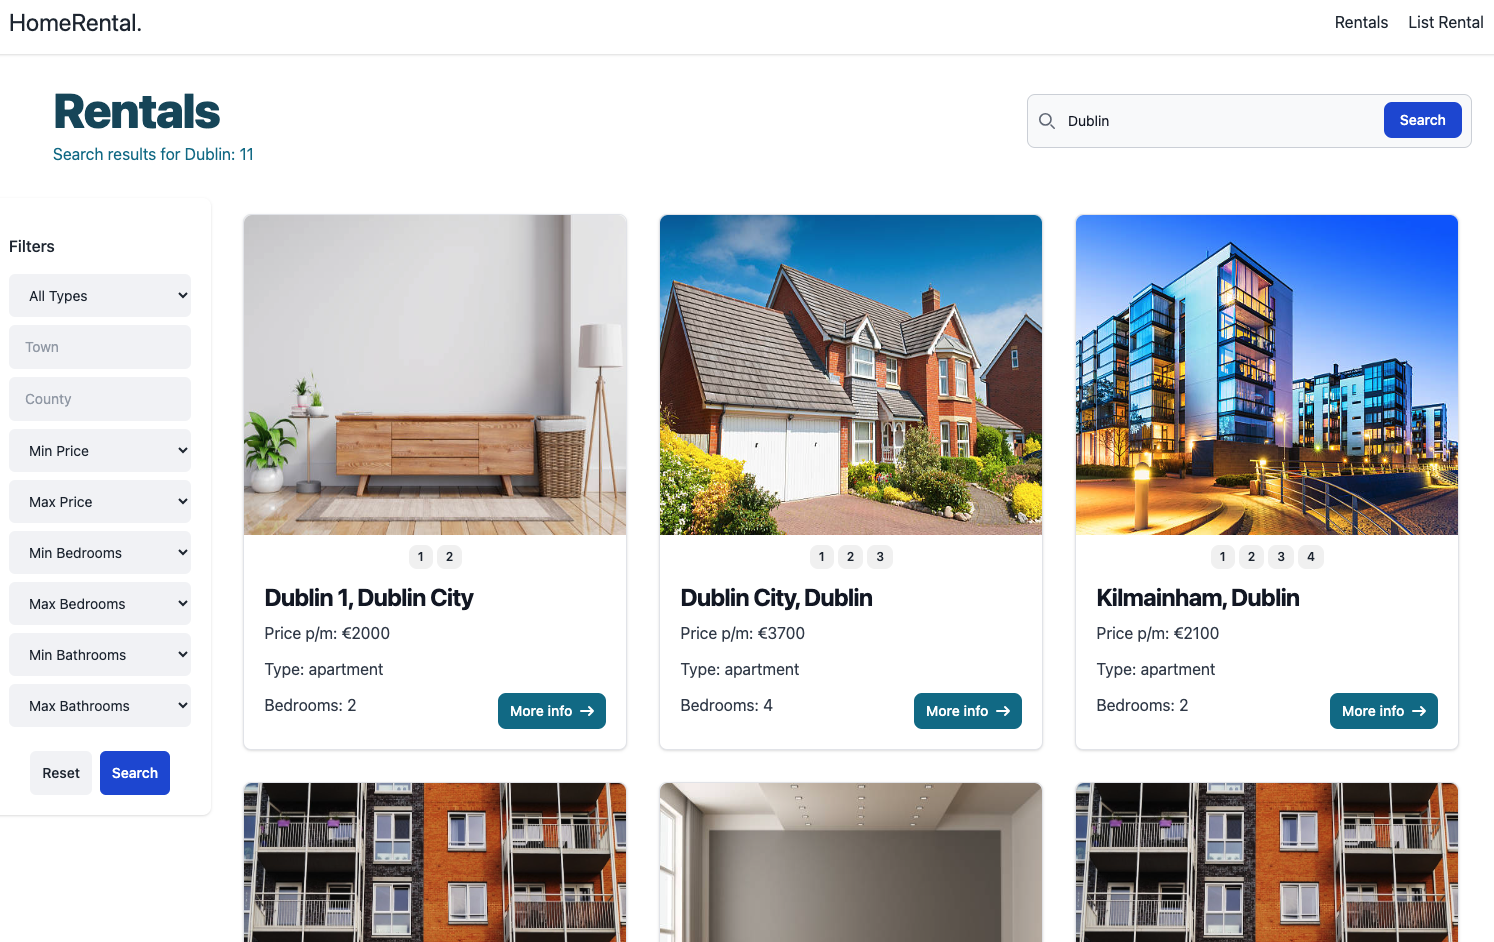 HomeRental.
Rentals List Rental
Rentals
Search results for Dublin: 11
Dublin
Search
Filters
All Types
Town
County
Min Price
Max Price
Min Bedrooms
Max Bedrooms
Min Bathrooms
Max Bathrooms
Reset Search
1 2
Dublin 1, Dublin City
Price p/m: €2000
Type: apartment
Bedrooms: 2
More info →
1 2 3
Dublin City, Dublin
Price p/m: €3700
Type: apartment
Bedrooms: 4
More info →
1 2 3 4
Kilmainham, Dublin
Price p/m: €2100
Type: apartment
Bedrooms: 2
More info →